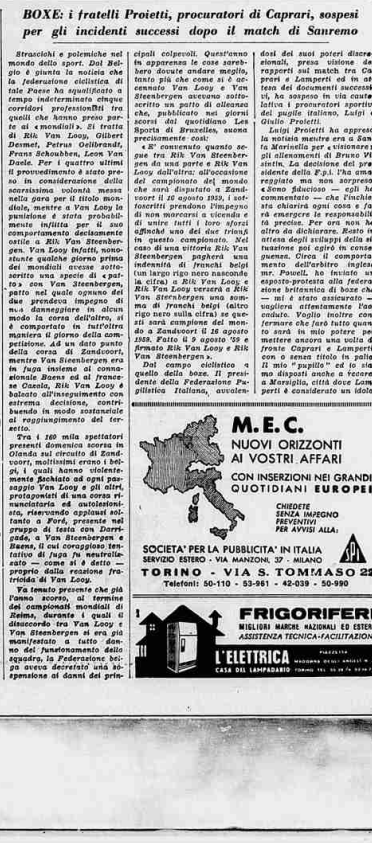 BOXE: i fratelli Proietti, procuratori di Caprari, sospesi
per gli incidenti successi dopo il match di Sanremo
Strascichi e polemiche nel
mondo dello sport. Dal Bel-
gio è giunta la notizia che
la federazione ciclistica di
tale Paese ha squalificato a
tempo indeterminato cinque
corridori professionisti tra
quelli che hanno preso par-
te ai « mondiali ». Si tratta
di Rik Van Looy, Gilbert
Desmet, Petrus Oelibrandt,
Frans Schoubben, Leon Van
Daele. Per i quattro ultimi
il provvedimento è stato pre-
so in considerazione della
scarsissima volontà messa
nella gara per il titolo mon-
diale, mentre a Van Looy la
punizione è stata probabil-
mente inflitta per il suo
comportamento decisamente
ostile a Rik Van Steenber-
gen. Van Looy infatti, nono-
stante qualche giorno prima
dei mondiali avesse sotto-
scritto una specie di « pat-
to » con Van Steenbergen,
patto nel quale ognuno dei
due prendeva impegno di
non danneggiare in alcun
modo la corsa dell'altro, si
è comportato in tutt'altra
maniera il giorno della com-
petizione. Ad un dato punto
della corsa di Zandvoort,
mentre Van Steenbergen era
in fuga insieme al conna-
zionale Baens ed al france-
se Cazala, Rik Van Looy è
balzato all'inseguimento con
estrema decisione, contri-
buendo in modo sostanziale
al raggiungimento del ter-
zetto.
Tra i 160 mila spettatori
presenti domenica scorsa in
Olanda sul circuito di Zand-
voort, moltissimi erano i bel-
gi, i quali hanno violente-
mente fischiato ad ogni pas-
saggio Van Looy e gli altri,
protagonisti di una corsa ri-
nunciataria ed autolesioni-
sta, riservando applausi sol-
tanto a Foré, presente nel
gruppo di testa con Darri-
gade, a Van Steenbergen e
Baens, il cui coraggioso ten-
tativo di fuga fu neutraliz-
zato — come si è detto —
proprio dalla reazione fra-
tricida di Van Looy.
Va tenuto presente che già
l'anno scorso, al termine
dei campionati mondiali di
Reims, durante i quali il
disaccordo tra Van Looy e
Van Steenbergen si era già
manifestato a tutto dan-
no del funzionamento della
squadra, la Federazione bel-
ga aveva decretato una so-
spensione ai danni dei prin-
cipali colpevoli. Quest'anno
in apparenza le cose sareb-
bero dovute andare meglio,
tanto più che come si è ac-
cennato Van Looy e Van
Steenbergen avevano sotto-
scritto un patto di alleanza
che, pubblicato nei giorni
scorsi dal quotidiano Les
Sports di Bruxelles, suona
precisamente così:
« E' convenuto quanto se-
gue tra Rik Van Steenber-
gen da una parte e Rik Van
Looy dall'altra: all'occasione
del campionato del mondo
che sarà disputato a Zand-
voort il 16 agosto 1959, i sot-
toscritti prendono l'impegno
di non marcarsi a vicenda e
di unire tutti i loro sforzi
affinché uno dei due trionfi
in questo campionato. Nel
caso di una vittoria Rik Van
Steenbergen pagherà una
indennità di franchi belgi
(un largo rigo nero nasconde
la cifra) a Rik Van Looy; e
Rik Van Looy verserà a Rik
Van Steenbergen una som-
ma di franchi belgi (altro
rigo nero sulla cifra) se que-
sti sarà campione del mon-
do a Zandvoort il 16 agosto
1959. Fatto il 9 agosto '59 e
firmato Rik Van Looy e Rik
Van Steenbergen ».
Dal campo ciclistico a
quello della boxe. Il presi-
dente della Federazione Pu-
gilistica Italiana, avvalen-
dosi dei suoi poteri discre-
zionali, presa visione de
rapporti sul match tra Ca
prari e Lamperti ed in at
tesa dei documenti successi
vi, ha sospeso in via caute
lativa i procuratori sportiv
del pugile italiano, Luigi e
Giulio Proietti.
Luigi Proietti ha appreso
la notizia mentre era a San
ta Marinella per « visionare »
gli allenamenti di Bruno Vi
sintin. La decisione del pre
sidente della F.p.i. l'ha ama
reggiato ma non sorpreso
« Sono fiducioso — egli h
commentato — che l'inchie
sta chiarirà ogni cosa e fa
rà emergere le responsabili
tà precise. Per ora non h
altro da dichiarare. Resto in
attesa degli sviluppi della si
tuazione poi agirò in conse
guenza. Circa il comporta
mento dell'arbitro inglese
mr. Powell, ho inviato un
esposto-protesta alla federa
zione britannica di boxe ch
— mi è stato assicurato —
vaglierà attentamente l'ac
caduto. Voglio inoltre con
fermare che farò tutto quan
to sarà in mio potere pe
mettere ancora una volta di
fronte Caprari e Lamperti
con o senza titolo in palio
Il mio "pupillo" ed io sia
mo disposti anche a recarc
a Marsiglia, città dove Lam
perti è considerato un idolo
M.E.C.
NUOVI ORIZZONTI
AI VOSTRI AFFARI
CON INSERZIONI NEI GRANDI
QUOTIDIANI EUROPEI
CHIEDETE
SENZA IMPEGNO
PREVENTIVI
PER AVVISI ALLA:
SOCIETA' PER LA PUBBLICITA' IN ITALIA
SERVIZIO ESTERO - VIA MANZONI, 37 - MILANO
SPI
TORINO - VIA S. TOMMASO 22
Telefoni: 50-110 - 53-961 - 42-039 - 50-990
FRIGORIFERI
MIGLIORI MARCHE NAZIONALI ED ESTER
ASSISTENZA TECNICA-FACILITAZION
L'ELETTRICA
CASA DEL LAMPADARIO
PIAZZETTA
MADONNA DEGLI ANGELI
TORINO TEL.